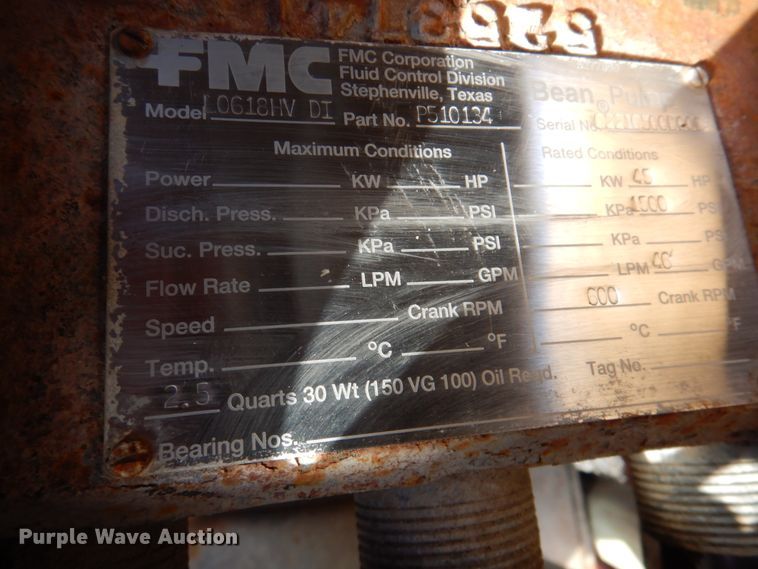 FMC
FMC Corporation
Fluid Control Division
Stephenville, Texas
Bean ® Pump
Model L0618HV DI Part No. P510134 Serial No.
Maximum Conditions Rated Conditions
Power KW HP KW 45 HP
Disch. Press. KPa PSI KPa 1500 PSI
Suc. Press. KPa PSI KPa PSI
Flow Rate LPM GPM LPM GPM
Speed Crank RPM 600 Crank RPM
Temp. °C °F °C °F
2.5 Quarts 30 Wt (150 VG 100) Oil Reqd. Tag No.
Bearing Nos.
Purple Wave Auction